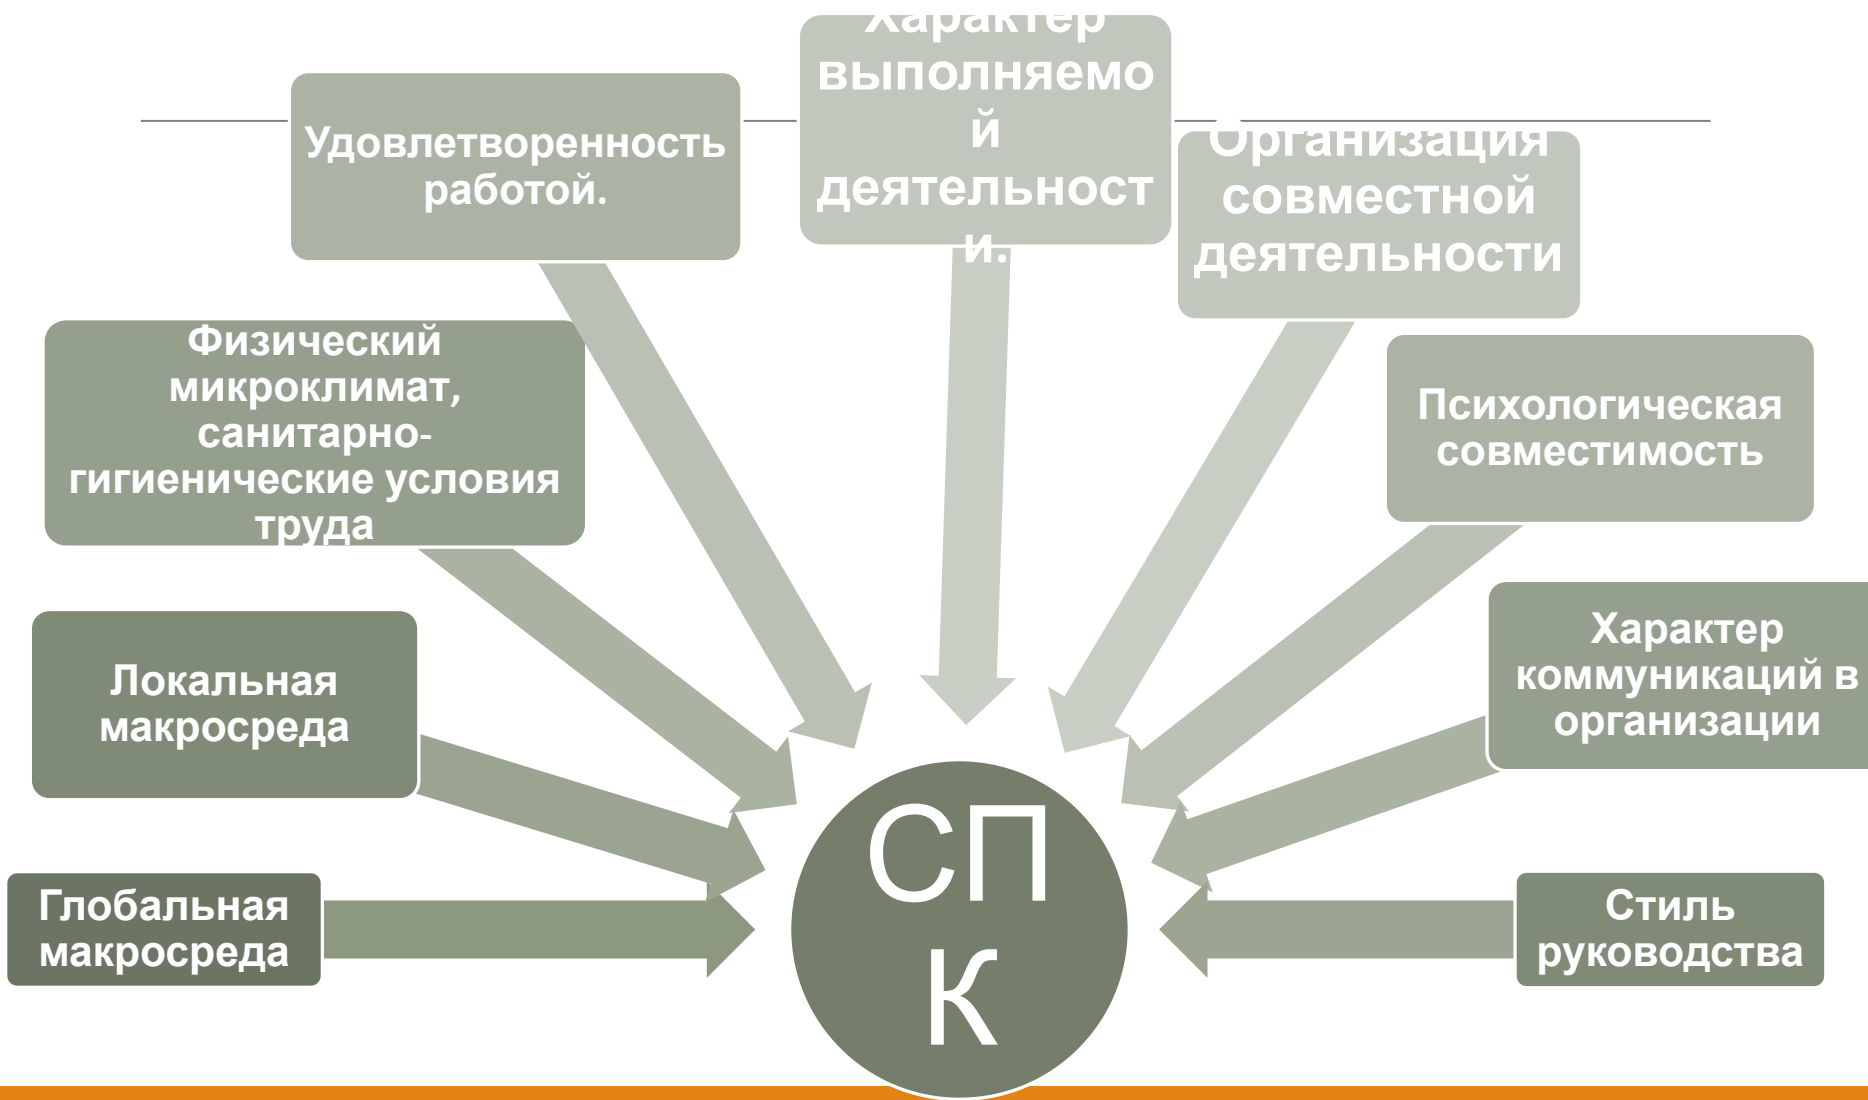 Характер
выполняемо
й
деятельност
и.
Удовлетворенность
работой.
Организация
совместной
деятельности
Физический
микроклимат,
санитарно-
гигиенические условия
труда
Психологическая
совместимость
Характер
коммуникаций в
организации
Локальная
макросреда
Глобальная
макросреда
СП
К
Стиль
руководства